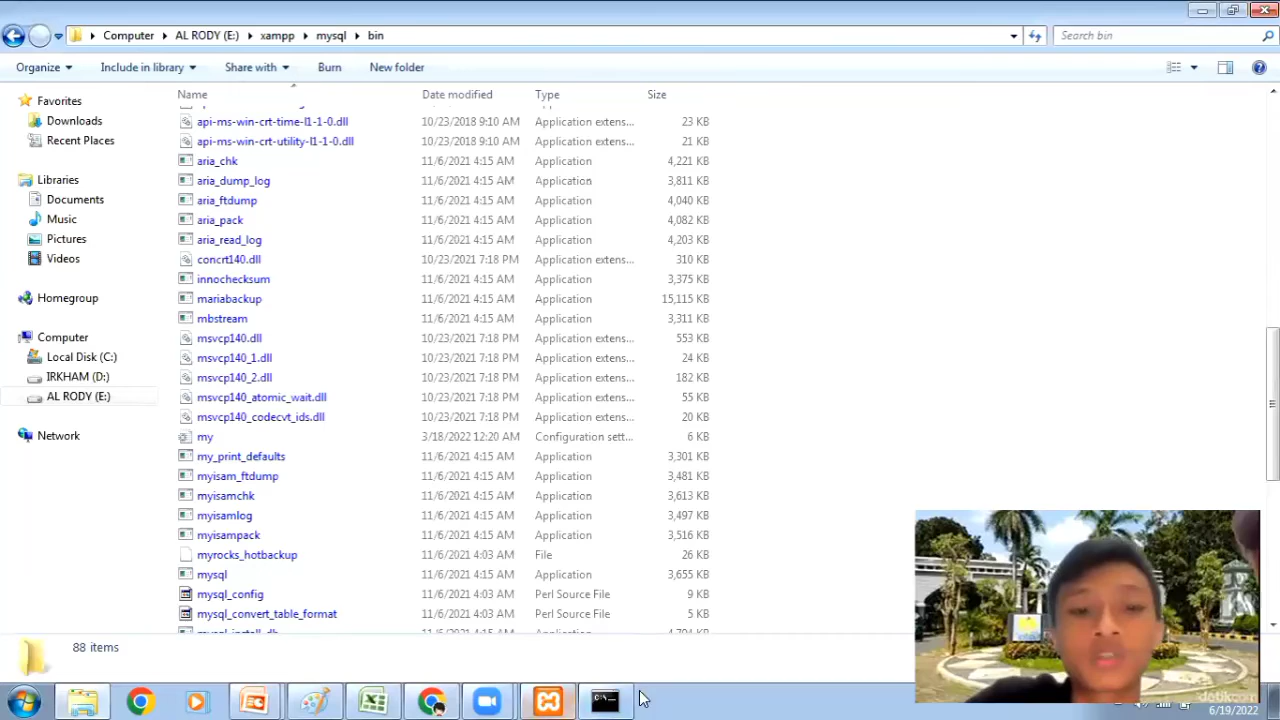 Computer AL RODY (E:) xampp mysql bin
Search bin
Organize Include in library Share with Burn New folder
Name Date modified Type Size
api-ms-win-crt-time-l1-1-0.dll 10/23/2018 9:10 AM Application extens... 23 KB
api-ms-win-crt-utility-l1-1-0.dll 10/23/2018 9:10 AM Application extens... 21 KB
aria_chk 11/6/2021 4:15 AM Application 4,221 KB
aria_dump_log 11/6/2021 4:15 AM Application 3,811 KB
aria_ftdump 11/6/2021 4:15 AM Application 4,040 KB
aria_pack 11/6/2021 4:15 AM Application 4,082 KB
aria_read_log 11/6/2021 4:15 AM Application 4,203 KB
concrt140.dll 10/23/2021 7:18 PM Application extens... 310 KB
innochecksum 11/6/2021 4:15 AM Application 3,375 KB
mariabackup 11/6/2021 4:15 AM Application 15,115 KB
mbstream 11/6/2021 4:15 AM Application 3,311 KB
msvcp140.dll 10/23/2021 7:18 PM Application extens... 553 KB
msvcp140_1.dll 10/23/2021 7:18 PM Application extens... 24 KB
msvcp140_2.dll 10/23/2021 7:18 PM Application extens... 182 KB
msvcp140_atomic_wait.dll 10/23/2021 7:18 PM Application extens... 55 KB
msvcp140_codecvt_ids.dll 10/23/2021 7:18 PM Application extens... 20 KB
my 3/18/2022 12:20 AM Configuration sett... 6 KB
my_print_defaults 11/6/2021 4:15 AM Application 3,301 KB
myisam_ftdump 11/6/2021 4:15 AM Application 3,481 KB
myisamchk 11/6/2021 4:15 AM Application 3,613 KB
myisamlog 11/6/2021 4:15 AM Application 3,497 KB
myisampack 11/6/2021 4:15 AM Application 3,516 KB
myrocks_hotbackup 11/6/2021 4:03 AM File 26 KB
mysql 11/6/2021 4:15 AM Application 3,655 KB
mysql_config 11/6/2021 4:03 AM Perl Source File 9 KB
mysql_convert_table_format 11/6/2021 4:03 AM Perl Source File 5 KB
Favorites
Downloads
Recent Places
Libraries
Documents
Music
Pictures
Videos
Homegroup
Computer
Local Disk (C:)
IRKHAM (D:)
AL RODY (E:)
Network
88 items
detikcom
6/19/2022